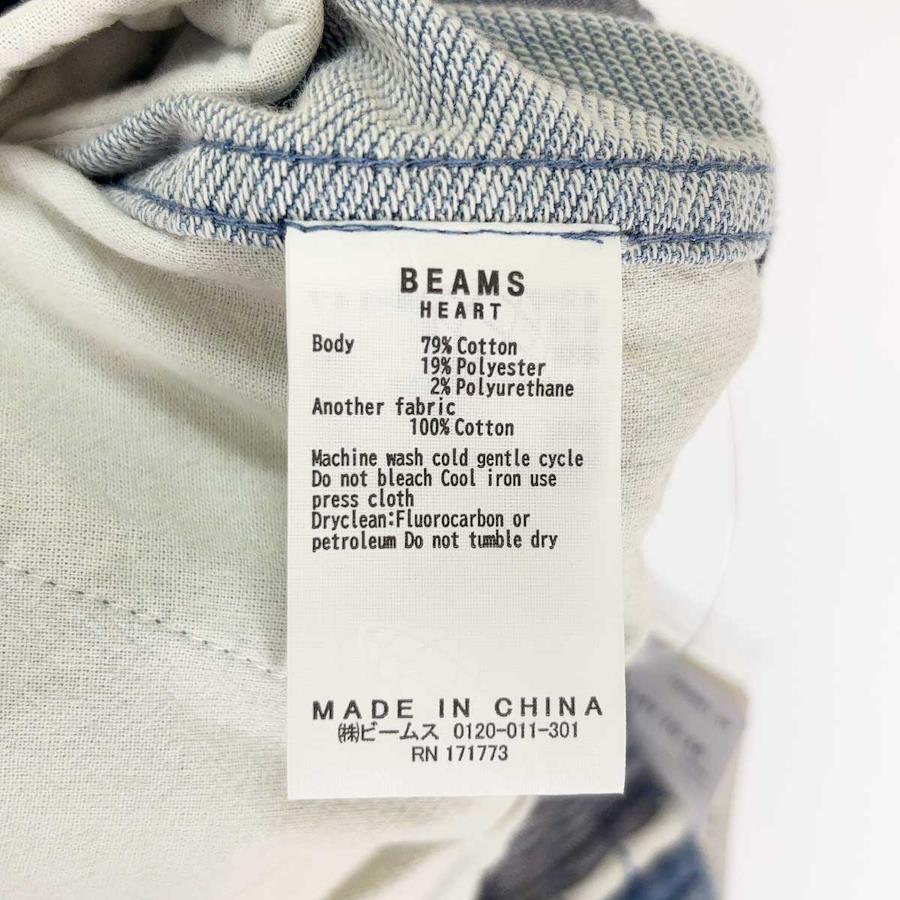 BEAMS
HEART
Body 79% Cotton
19% Polyester
2% Polyurethane
Another fabric
100% Cotton
Machine wash cold gentle cycle
Do not bleach Cool iron use
press cloth
Dryclean:Fluorocarbon or
petroleum Do not tumble dry
MADE IN CHINA
㈱ビームス 0120-011-301
RN 171773